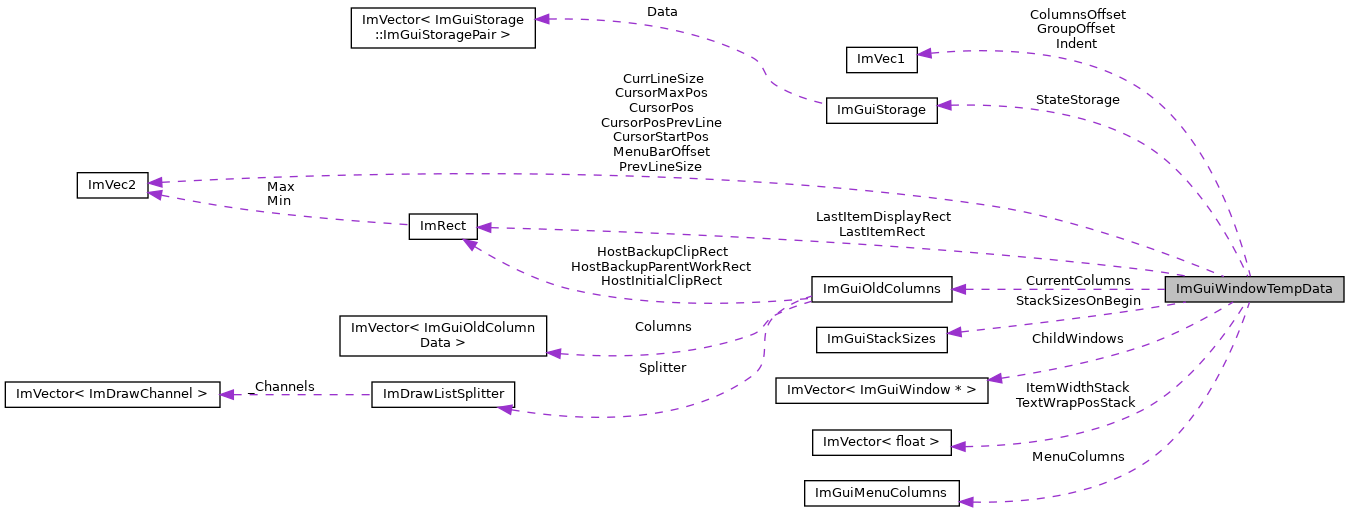 ImVector< ImGuiStorage
::ImGuiStoragePair >
Data
ColumnsOffset
GroupOffset
Indent
ImVec1
StateStorage
ImGuiStorage
CurrLineSize
CursorMaxPos
CursorPos
CursorPosPrevLine
CursorStartPos
MenuBarOffset
PrevLineSize
ImVec2
Max
Min
ImRect
LastItemDisplayRect
LastItemRect
HostBackupClipRect
HostBackupParentWorkRect
HostInitialClipRect
ImGuiOldColumns
CurrentColumns
ImGuiWindowTempData
StackSizesOnBegin
ImGuiStackSizes
ImVector< ImGuiOldColumn
Data >
Columns
ChildWindows
Splitter
ImVector< ImGuiWindow * >
ImVector< ImDrawChannel >
_Channels
ImDrawListSplitter
ItemWidthStack
TextWrapPosStack
ImVector< float >
MenuColumns
ImGuiMenuColumns